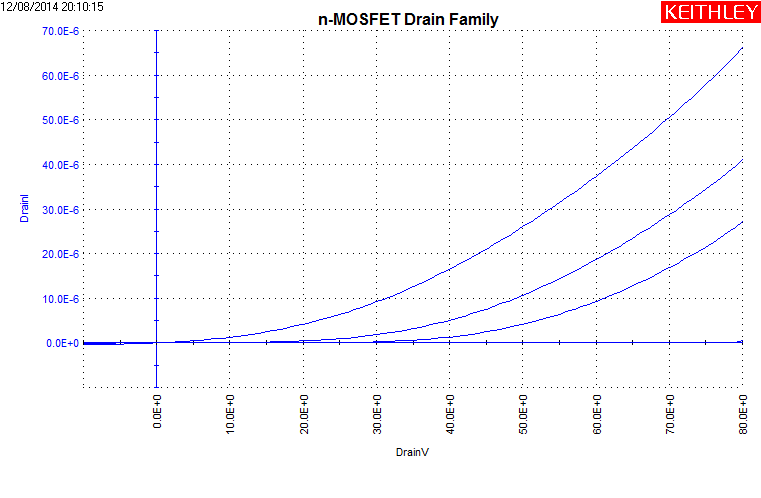 12/08/2014 20:10:15
KEITHLEY
n-MOSFET Drain Family
70.0E-6
60.0E-6
50.0E-6
40.0E-6
30.0E-6
20.0E-6
10.0E-6
0.0E+0
DrainI
0.0E+0
10.0E+0
20.0E+0
30.0E+0
40.0E+0
50.0E+0
60.0E+0
70.0E+0
80.0E+0
DrainV